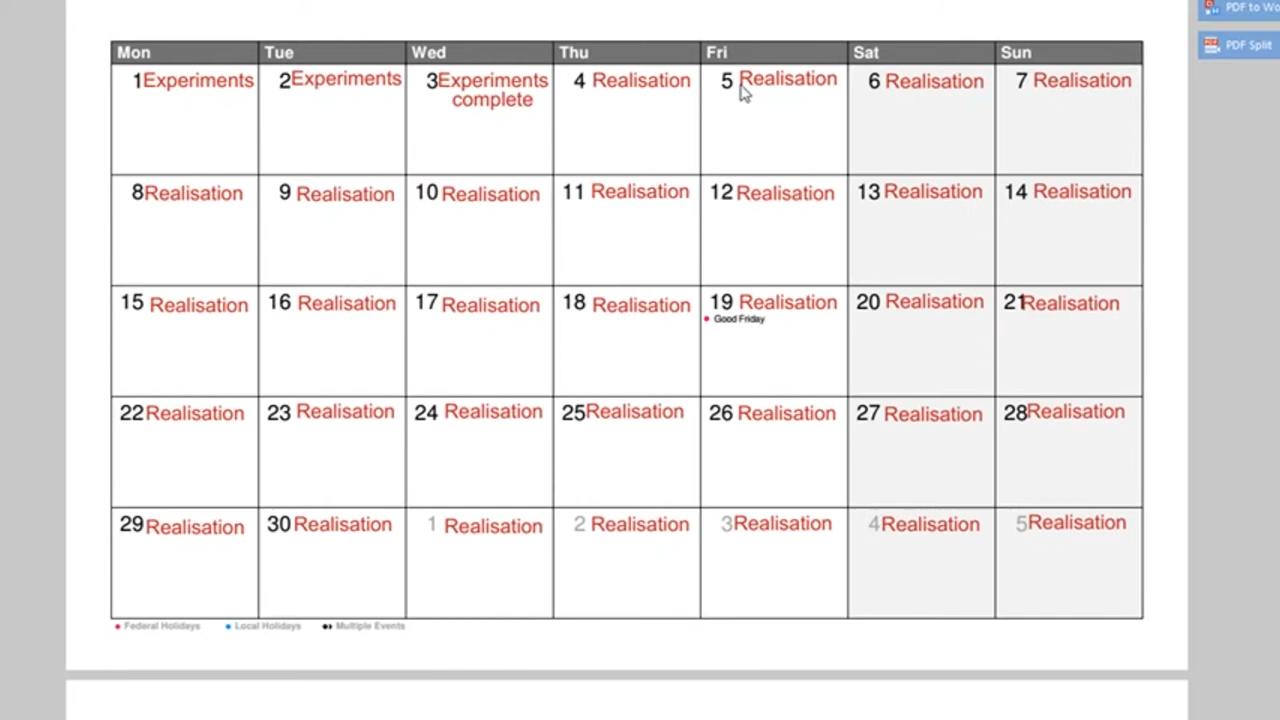 PDF to Wo
PDF Split
Mon Tue Wed Thu Fri Sat Sun
1 Experiments 2 Experiments 3 Experiments 4 Realisation 5 Realisation 6 Realisation 7 Realisation
complete
8 Realisation 9 Realisation 10 Realisation 11 Realisation 12 Realisation 13 Realisation 14 Realisation
15 Realisation 16 Realisation 17 Realisation 18 Realisation 19 Realisation 20 Realisation 21 Realisation
Good Friday
22 Realisation 23 Realisation 24 Realisation 25 Realisation 26 Realisation 27 Realisation 28 Realisation
29 Realisation 30 Realisation 1 Realisation 2 Realisation 3 Realisation 4 Realisation 5 Realisation
Federal Holidays Local Holidays Multiple Events